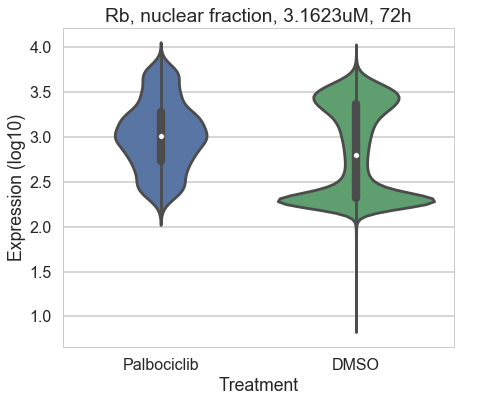 Rb, nuclear fraction, 3.1623uM, 72h
4.0
3.5
3.0
2.5
2.0
1.5
1.0
Expression (log10)
Palbociclib
DMSO
Treatment